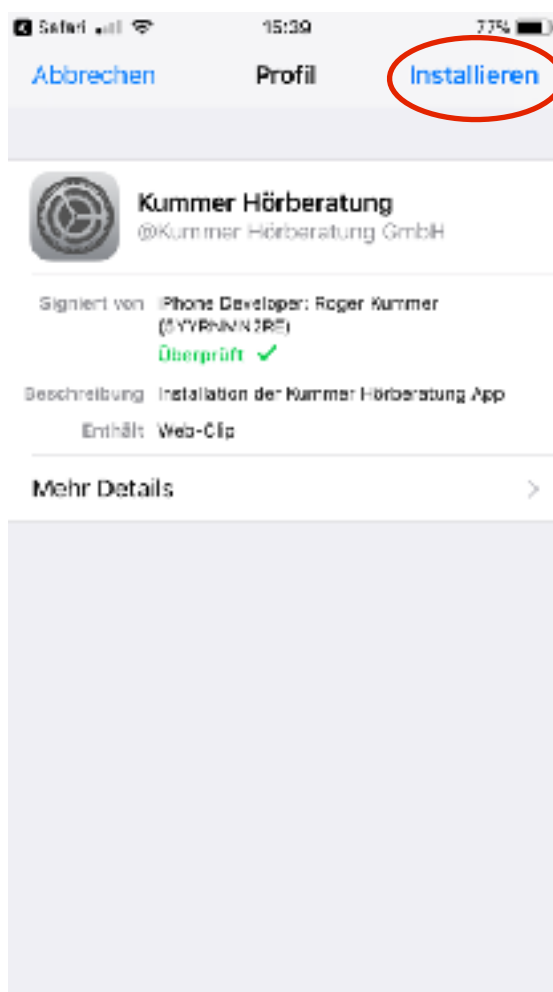 Safari 15:39 77%
Abbrechen Profil Installieren
Kummer Hörberatung
@Kummer Hörberatung GmbH
Signiert von iPhone Developer: Roger Kummer
Überprüft ✓
Beschreibung Installation der Kummer Hörberatung App
Enthält Web-Clip
Mehr Details